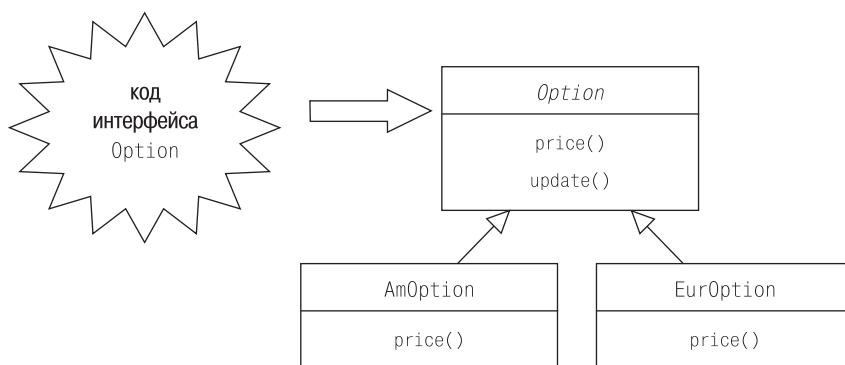 код
интерфейса
Option
Option
price()
update()
AmOption
price()
EurOption
price()